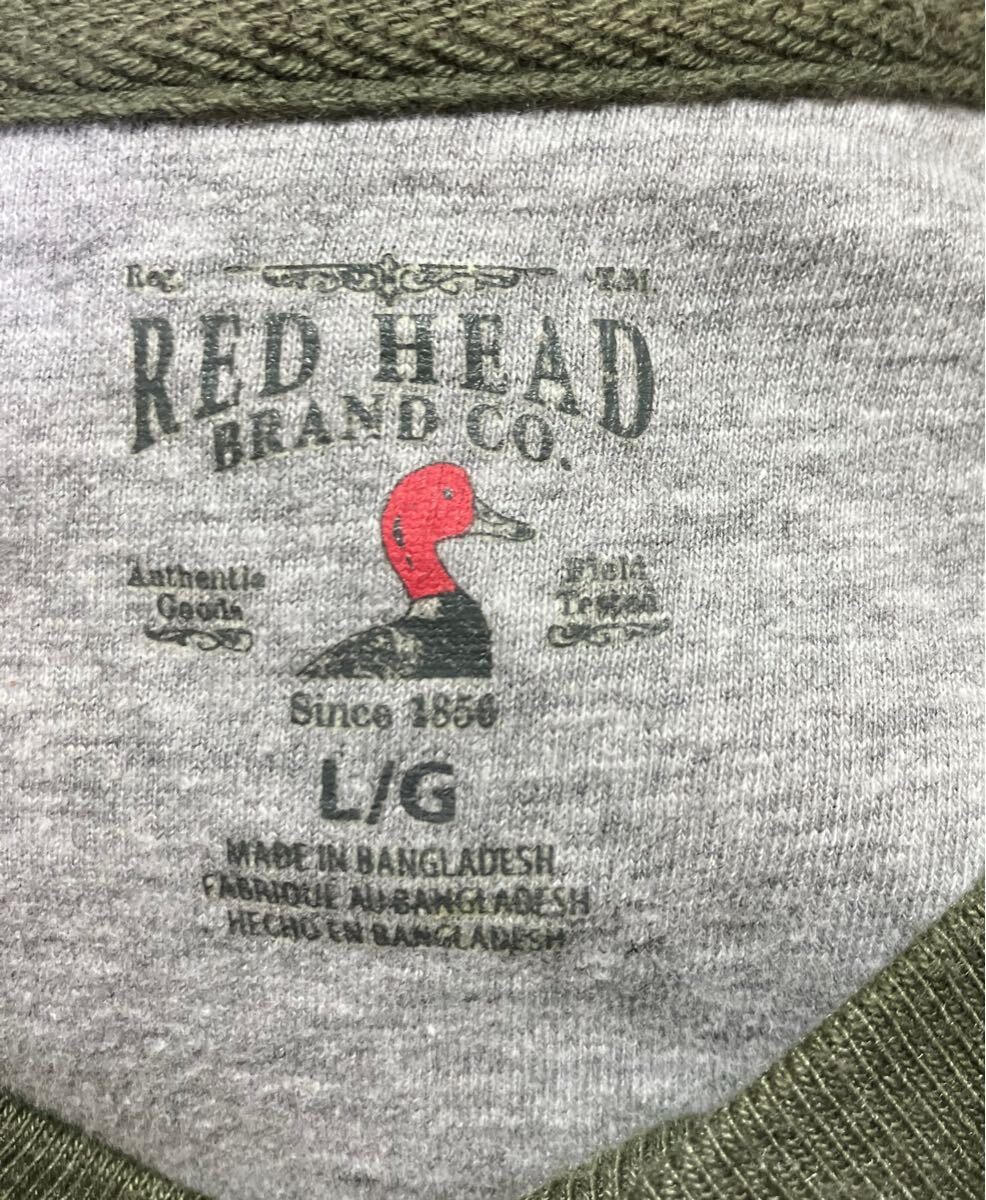 Reg. T.M.
RED HEAD
BRAND CO.
Authentic
Goods
Field
Tested
Since 1856
L/G
MADE IN BANGLADESH
FABRIQUE AU BANGLADESH
HECHO EN BANGLADESH